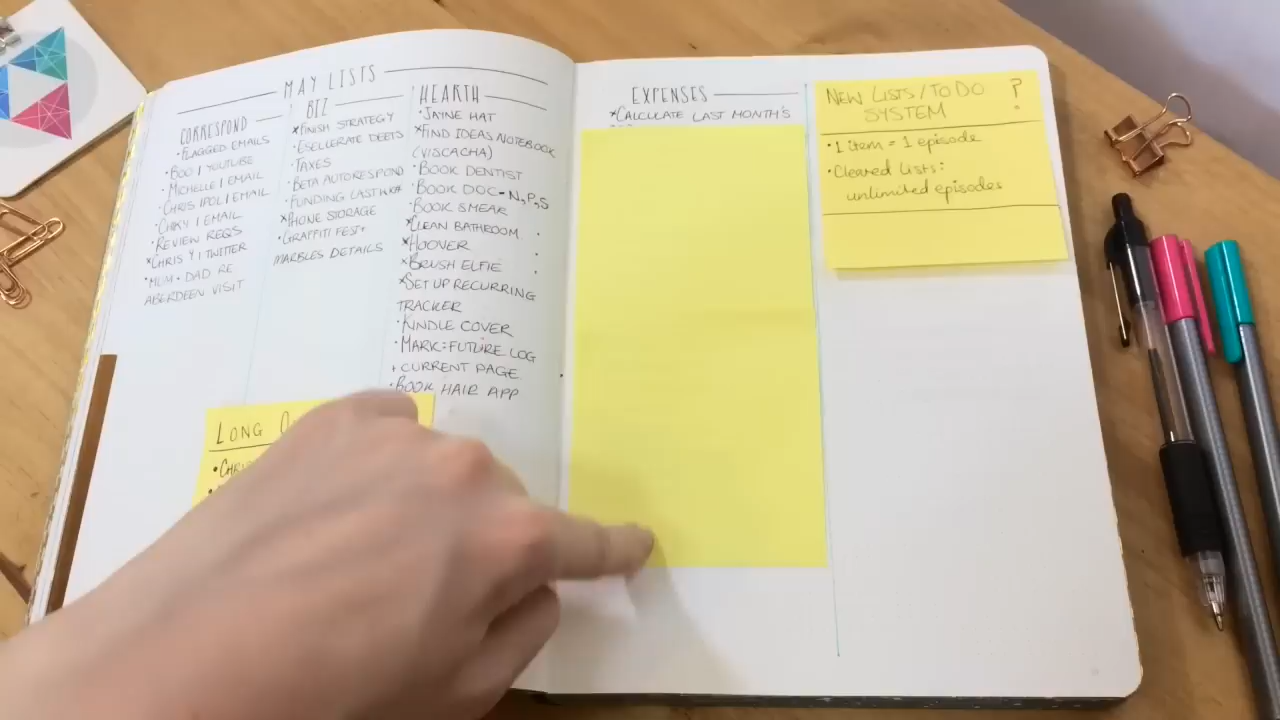 MAY LISTS
CORRESPOND
•FLAGGED EMAILS
•BOO | YOUTUBE
•MICHELLE | EMAIL
•CHRIS IPOL | EMAIL
•CHKY | EMAIL
•REVIEW REQS
×CHRIS Y | TWITTER
•MUM + DAD RE
ABERDEEN VISIT
BIZ
×FINISH STRATEGY
•ESELLERATE DEETS
•TAXES
•BETA AUTORESPOND
•FUNDING
×PHONE STORAGE
•GRAFFITI FEST+
MARBLES DETAILS
HEARTH
•JAYNE HAT
×FIND IDEAS NOTEBOOK
(VISCACHA)
•BOOK DENTIST
•BOOK DOC-N,P,S
•BOOK SMEAR
×CLEAN BATHROOM
×HOOVER
×BRUSH ELFIE
×SET UP RECURRING
TRACKER
•KINDLE COVER
•MARK: FUTURE LOG
+ CURRENT PAGE
•BOOK HAIR APP
LONG
EXPENSES
×CALCULATE LAST MONTH'S
NEW LISTS/TO DO ?
SYSTEM
•1 item = 1 episode
•Cleared Lists:
unlimited episodes